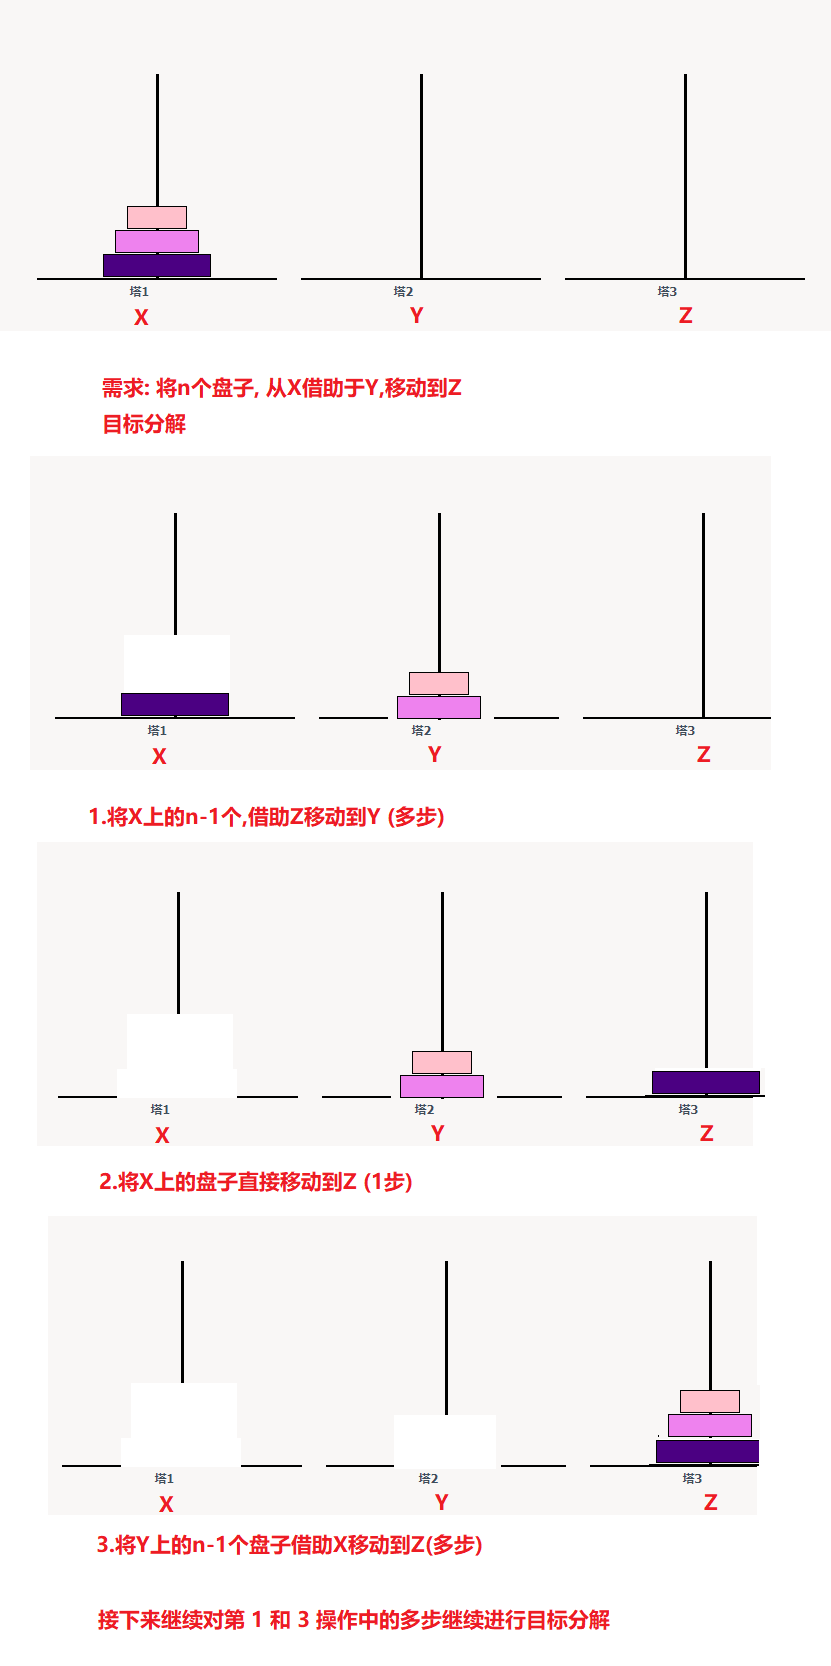 塔1 塔2 塔3
X Y Z
需求: 将n个盘子, 从X借助于Y,移动到Z
目标分解
塔1 塔2 塔3
X Y Z
1.将X上的n-1个,借助Z移动到Y (多步)
塔1 塔2 塔3
X Y Z
2.将X上的盘子直接移动到Z (1步)
塔1 塔2 塔3
X Y Z
3.将Y上的n-1个盘子借助X移动到Z(多步)
接下来继续对第 1 和 3 操作中的多步继续进行目标分解